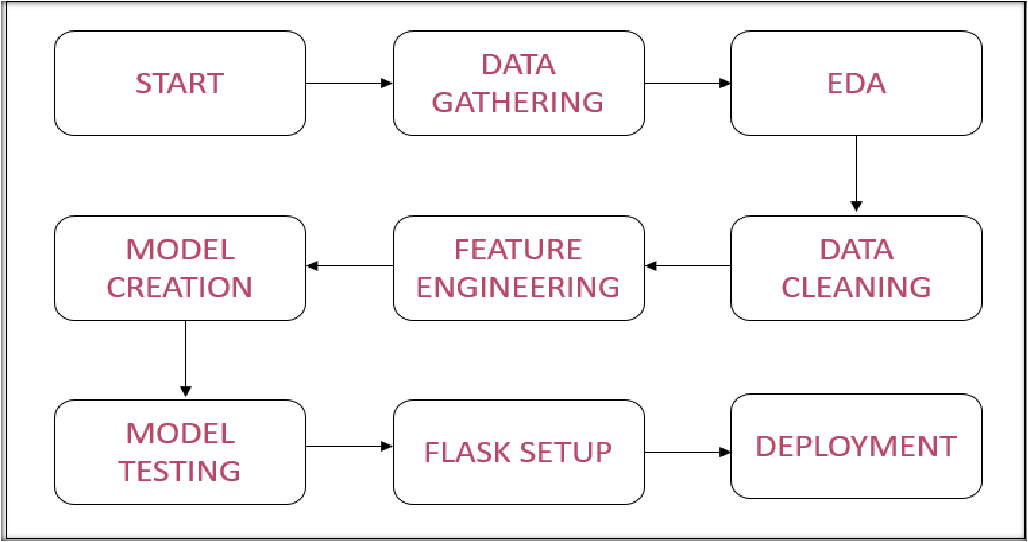 START
DATA
GATHERING
EDA
MODEL
CREATION
FEATURE
ENGINEERING
DATA
CLEANING
MODEL
TESTING
FLASK SETUP
DEPLOYMENT